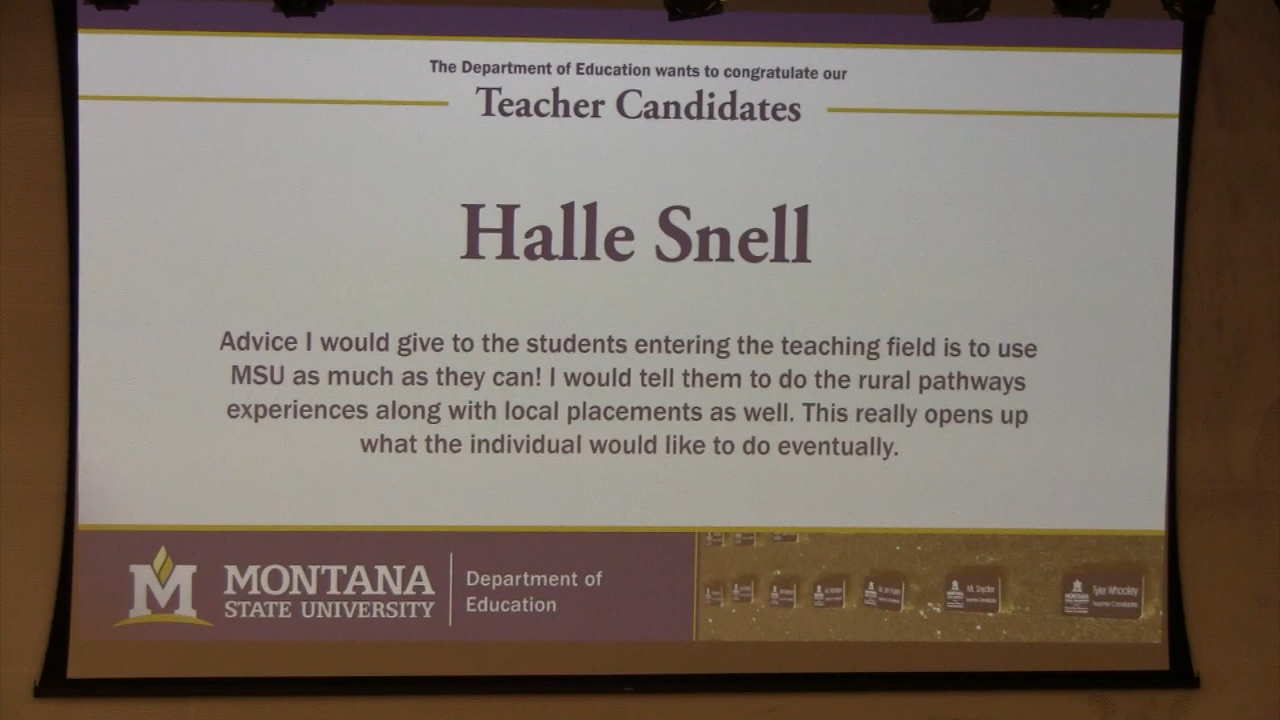 The Department of Education wants to congratulate our
Teacher Candidates
Halle Snell
Advice I would give to the students entering the teaching field is to use
MSU as much as they can! I would tell them to do the rural pathways
experiences along with local placements as well. This really opens up
what the individual would like to do eventually.
M
MONTANA
STATE UNIVERSITY
Department of
Education
Mr. Snyder
Teacher Candidate
Tyler Whooley
Teacher Candidate